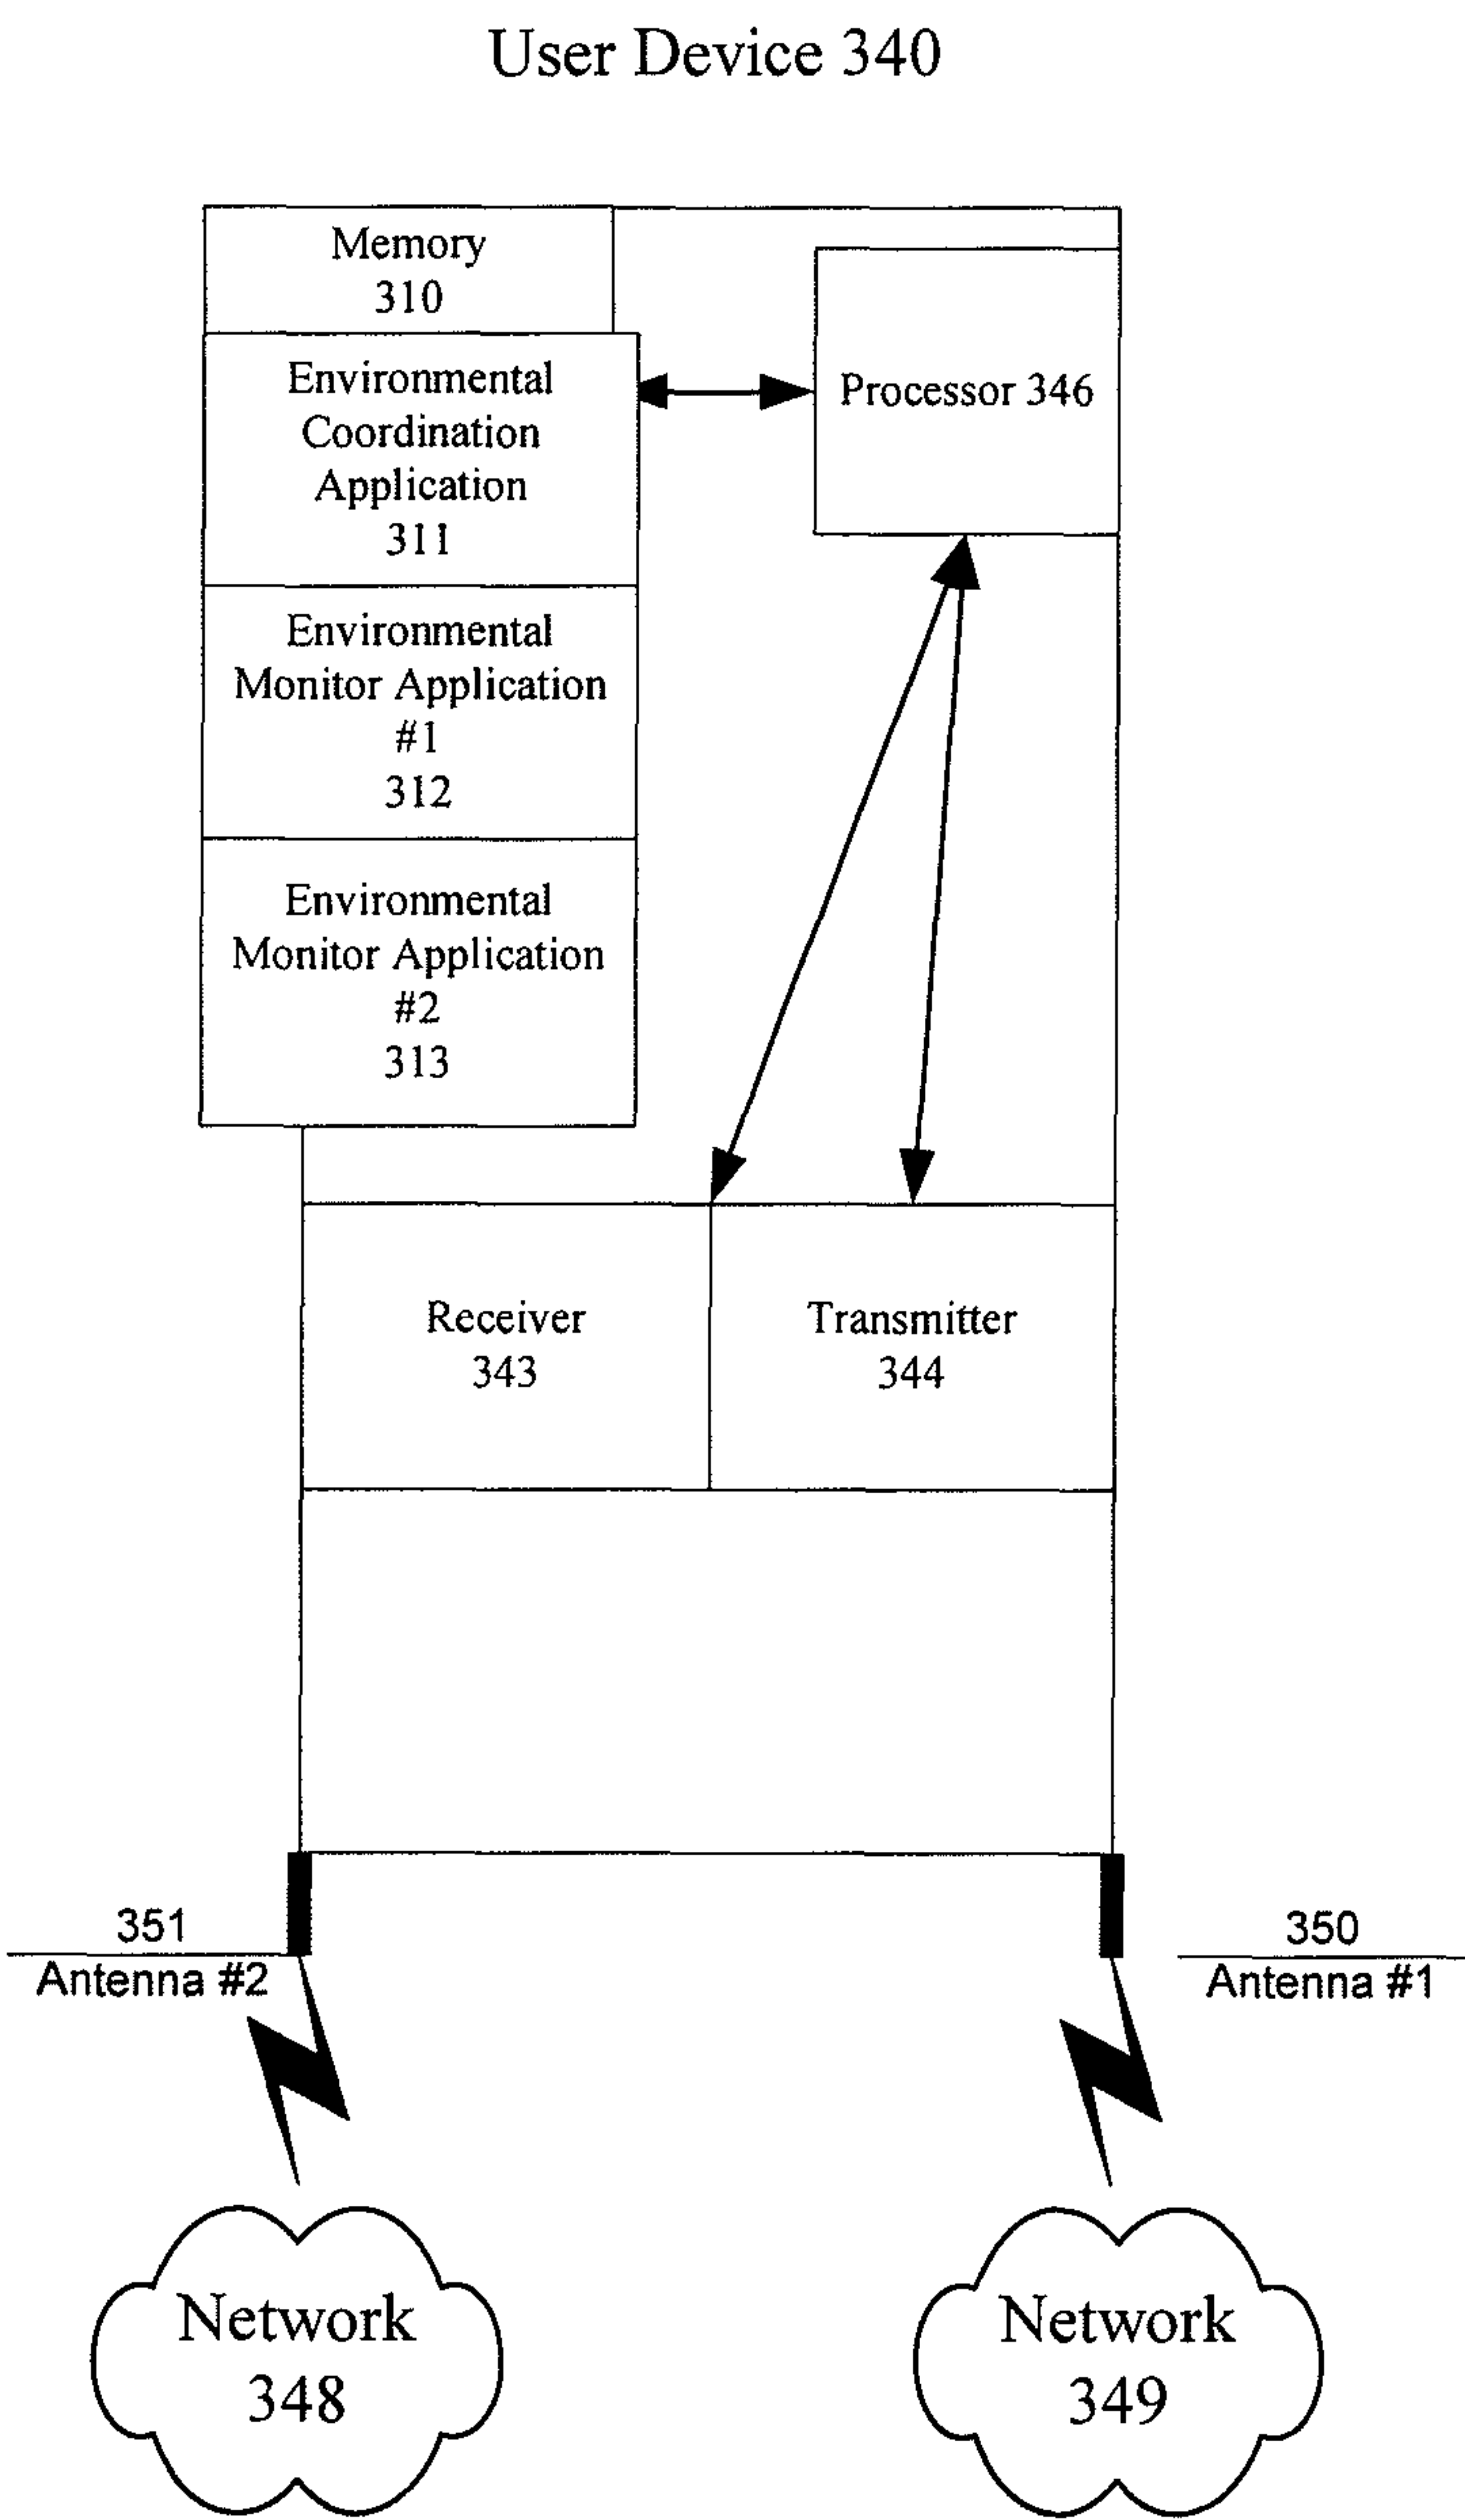 User Device 340
Memory
310
Environmental
Coordination
Application
311
Processor 346
Environmental
Monitor Application
#1
312
Environmental
Monitor Application
#2
313
Receiver
343
Transmitter
344
351
Antenna #2
350
Antenna #1
Network
348
Network
349